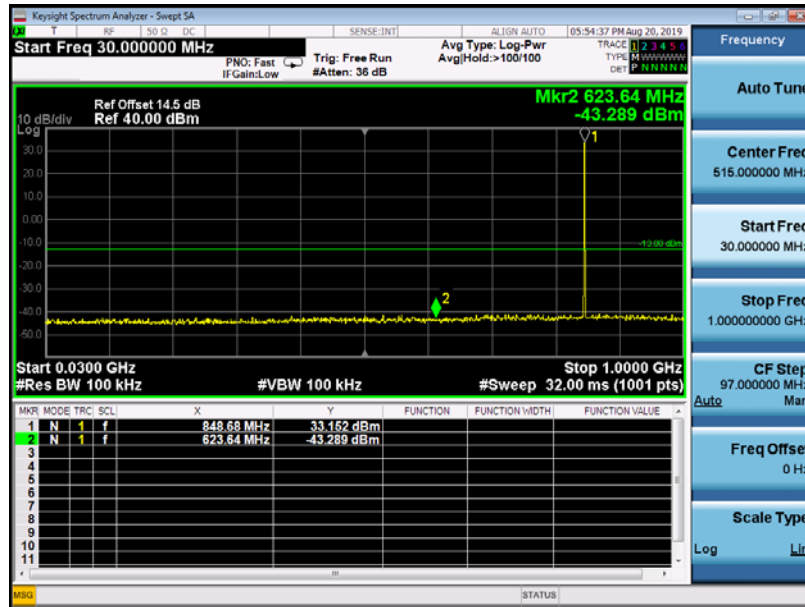 Keysight Spectrum Analyzer - Swept SA
T RF 50 Ω DC SENSE:INT ALIGN AUTO 05:54:37 PM Aug 20, 2019
Start Freq 30.000000 MHz
PNO: Fast
IFGain:Low
Trig: Free Run
#Atten: 36 dB
Avg Type: Log-Pwr
Avg|Hold:>100/100
TRACE 1 2 3 4 5 6
TYPE M WWWWW
DET P N N N N N
Ref Offset 14.5 dB
Ref 40.00 dBm
10 dB/div
Log
Mkr2 623.64 MHz
-43.289 dBm
30.0
20.0
10.0
0.00
-10.0
-20.0
-30.0
-40.0
-50.0
1
-13.00 dBm
2
Start 0.0300 GHz Stop 1.0000 GHz
#Res BW 100 kHz #VBW 100 kHz #Sweep 32.00 ms (1001 pts)
MKR MODE TRC SCL X Y FUNCTION FUNCTION WIDTH FUNCTION VALUE
1 N 1 f 848.68 MHz 33.152 dBm
2 N 1 f 623.64 MHz -43.289 dBm
3
4
5
6
7
8
9
10
11
MSG STATUS
Frequency
Auto Tune
Center Freq
515.000000 MHz
Start Freq
30.000000 MHz
Stop Freq
1.000000000 GHz
CF Step
97.000000 MHz
Auto Man
Freq Offset
0 Hz
Scale Type
Log Lin